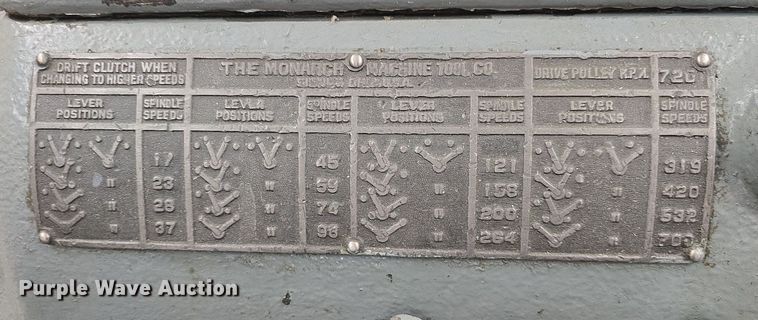 DRIFT CLUTCH WHEN THE MONARCH MACHINE TOOL CO. DRIVE PULLEY R.P.M. 720
CHANGING TO HIGHER SPEEDS
LEVER SPINDLE LEVER SPINDLE LEVER SPINDLE LEVER SPINDLE
POSITIONS SPEEDS POSITIONS SPEEDS POSITIONS SPEEDS POSITIONS SPEEDS
17 45 121 319
" 23 " 59 " 158 " 420
" 28 " 74 " 200 " 532
" 37 " 98 " 264 " 700
Purple Wave Auction